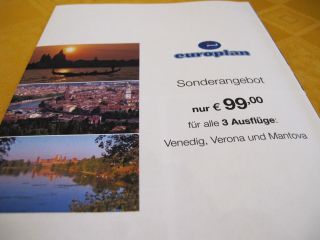 europlan
Sonderangebot
nur € 99,00
für alle 3 Ausflüge:
Venedig, Verona und Mantova